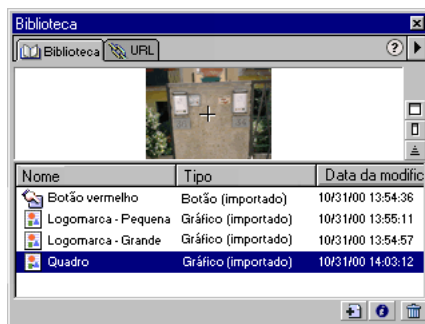 Biblioteca
Biblioteca URL ?
Nome Tipo Data da modific
Botão vermelho Botão (importado) 10/31/00 13:54:36
Logomarca - Pequena Gráfico (importado) 10/31/00 13:55:11
Logomarca - Grande Gráfico (importado) 10/31/00 13:54:57
Quadro Gráfico (importado) 10/31/00 14:03:12